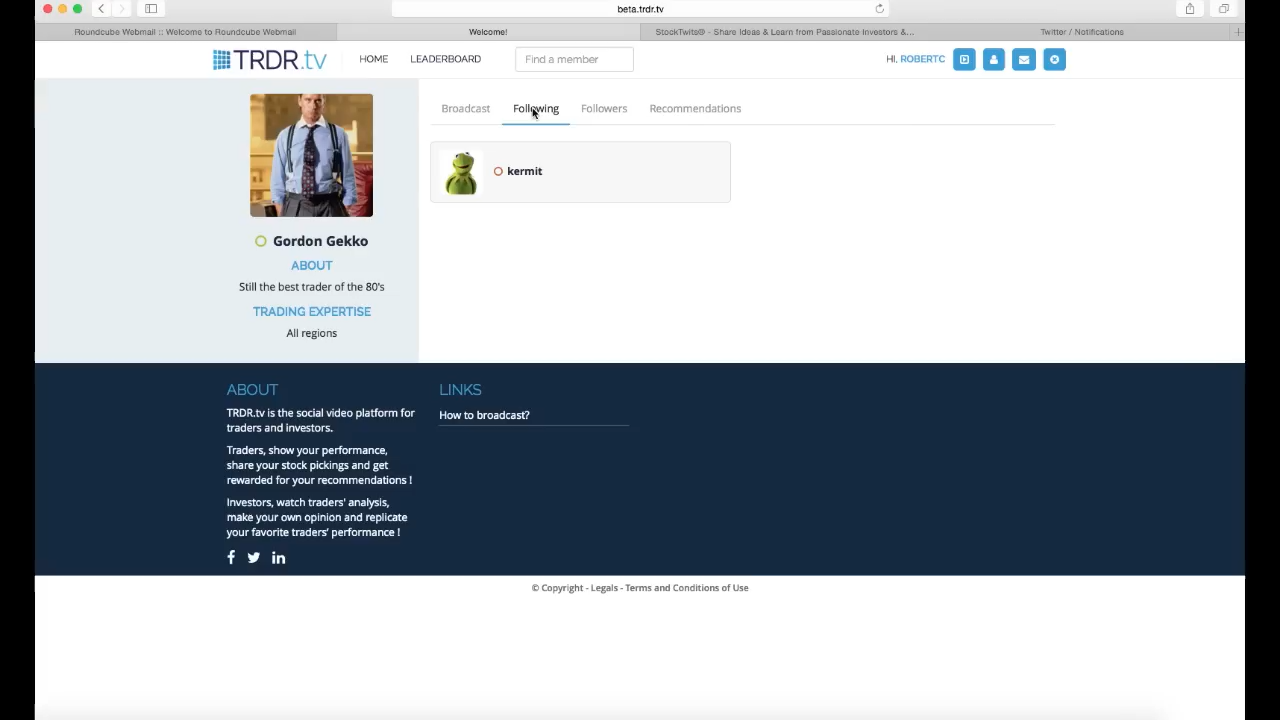 beta.trdr.tv
Roundcube Webmail :: Welcome to Roundcube Webmail
Welcome!
StockTwits® - Share Ideas & Learn from Passionate Investors &...
Twitter / Notifications
TRDR.tv
HOME
LEADERBOARD
Find a member
HI, ROBERTC
Broadcast
Following
Followers
Recommendations
kermit
Gordon Gekko
ABOUT
Still the best trader of the 80's
TRADING EXPERTISE
All regions
ABOUT
TRDR.tv is the social video platform for
traders and investors.
Traders, show your performance,
share your stock pickings and get
rewarded for your recommendations !
Investors, watch traders' analysis,
make your own opinion and replicate
your favorite traders' performance !
LINKS
How to broadcast?
© Copyright - Legals - Terms and Conditions of Use